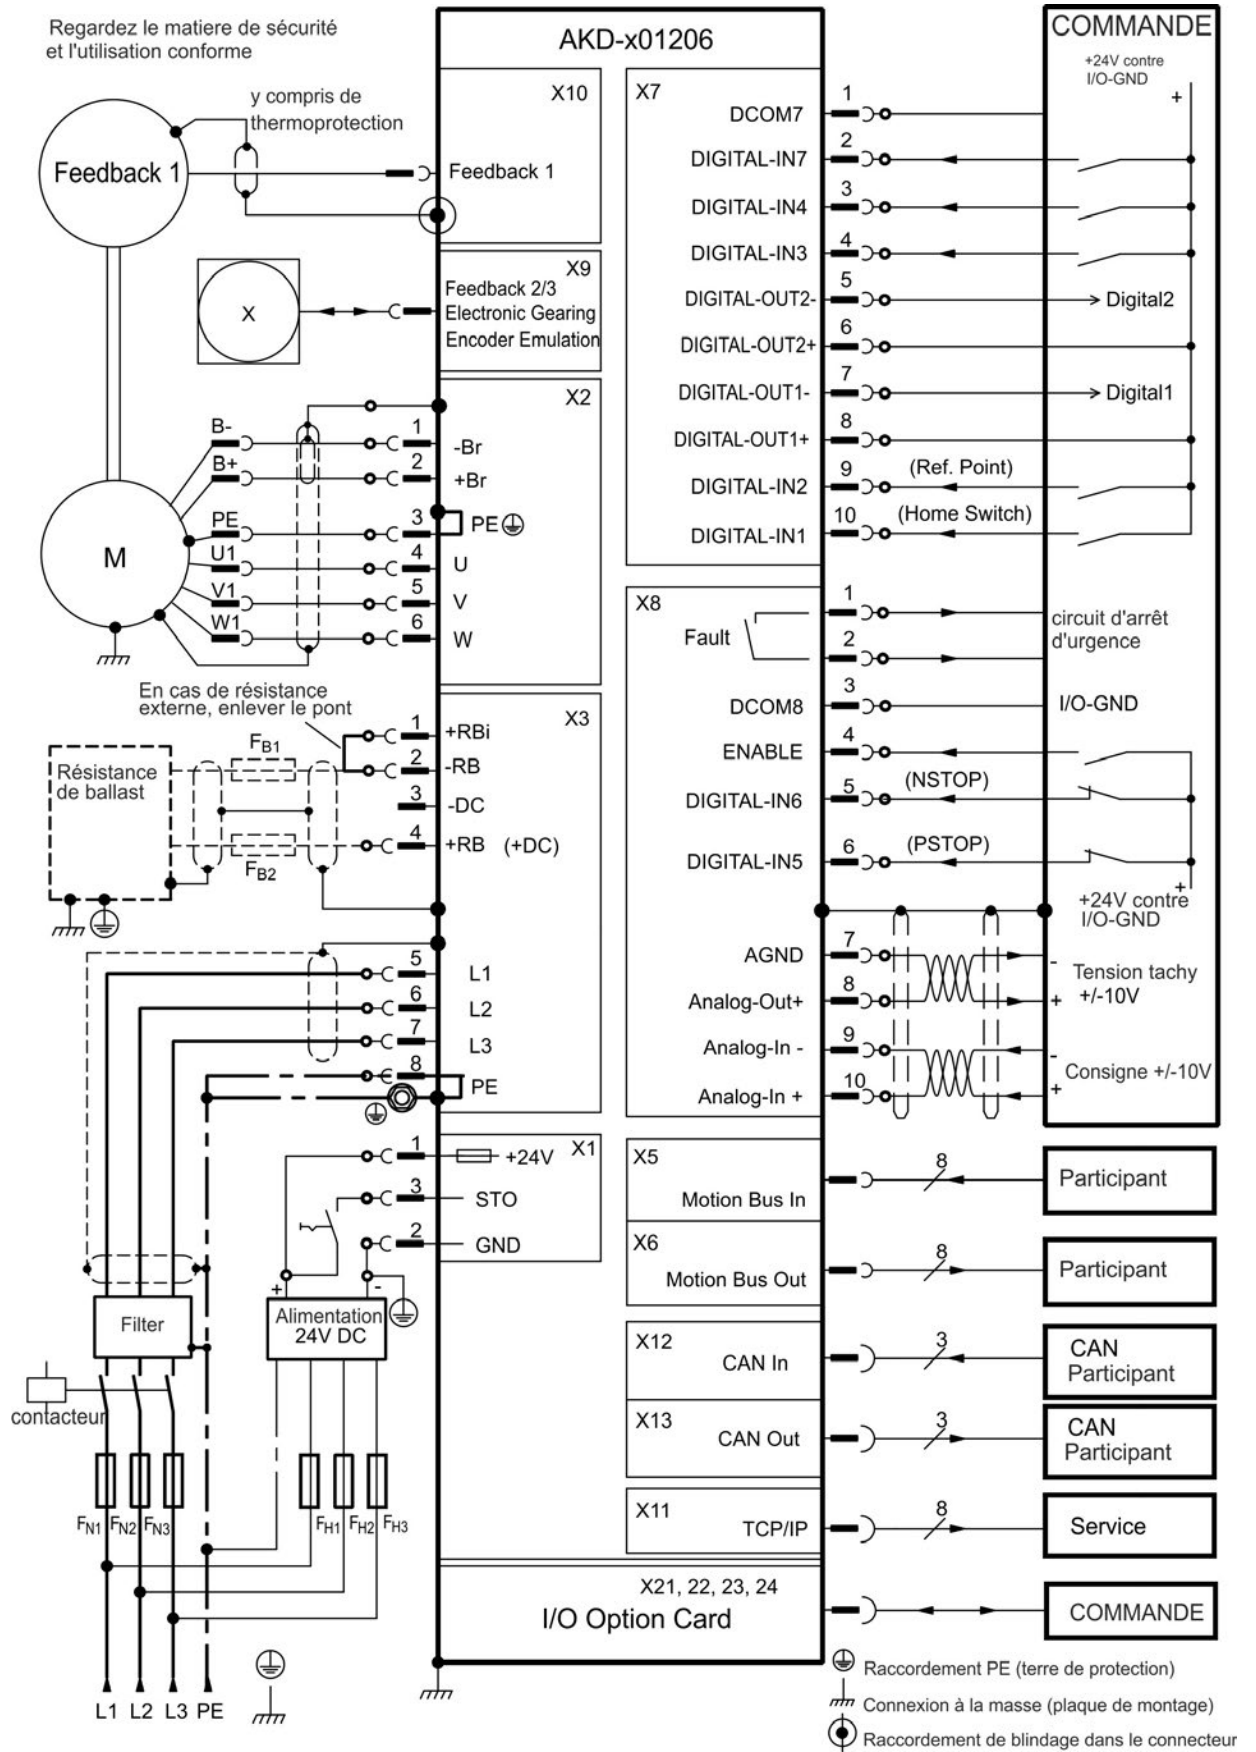 Regardez le matiere de sécurité
et l'utilisation conforme
AKD-x01206
COMMANDE
+24V contre
I/O-GND
+
y compris de
thermoprotection
Feedback 1
X10
Feedback 1
X9
Feedback 2/3
Electronic Gearing
Encoder Emulation
X
X2
B-
1
-Br
B+
2
+Br
PE
3
PE
M
U1
4
U
V1
5
V
W1
6
W
En cas de résistance
externe, enlever le pont
X3
FB1
1
+RBi
Résistance
de ballast
2
-RB
3
-DC
4
+RB (+DC)
FB2
5
L1
6
L2
7
L3
8
PE
X1
1
+24V
3
STO
2
GND
+
-
Filter
Alimentation
24V DC
contacteur
FN1
FN2
FN3
FH1
FH2
FH3
L1
L2
L3
PE
X7
DCOM7
1
DIGITAL-IN7
2
DIGITAL-IN4
3
DIGITAL-IN3
4
DIGITAL-OUT2-
5
Digital2
DIGITAL-OUT2+
6
DIGITAL-OUT1-
7
Digital1
DIGITAL-OUT1+
8
DIGITAL-IN2
9
(Ref. Point)
DIGITAL-IN1
10
(Home Switch)
X8
Fault
1
2
circuit d'arrêt
d'urgence
DCOM8
3
I/O-GND
ENABLE
4
DIGITAL-IN6
5
(NSTOP)
DIGITAL-IN5
6
(PSTOP)
+
+24V contre
I/O-GND
AGND
7
-
Tension tachy
+/-10V
Analog-Out+
8
+
Analog-In -
9
-
Consigne +/-10V
Analog-In +
10
+
X5
Motion Bus In
8
Participant
X6
Motion Bus Out
8
Participant
X12
CAN In
3
CAN
Participant
X13
CAN Out
3
CAN
Participant
X11
TCP/IP
8
Service
X21, 22, 23, 24
I/O Option Card
COMMANDE
Raccordement PE (terre de protection)
Connexion à la masse (plaque de montage)
Raccordement de blindage dans le connecteur